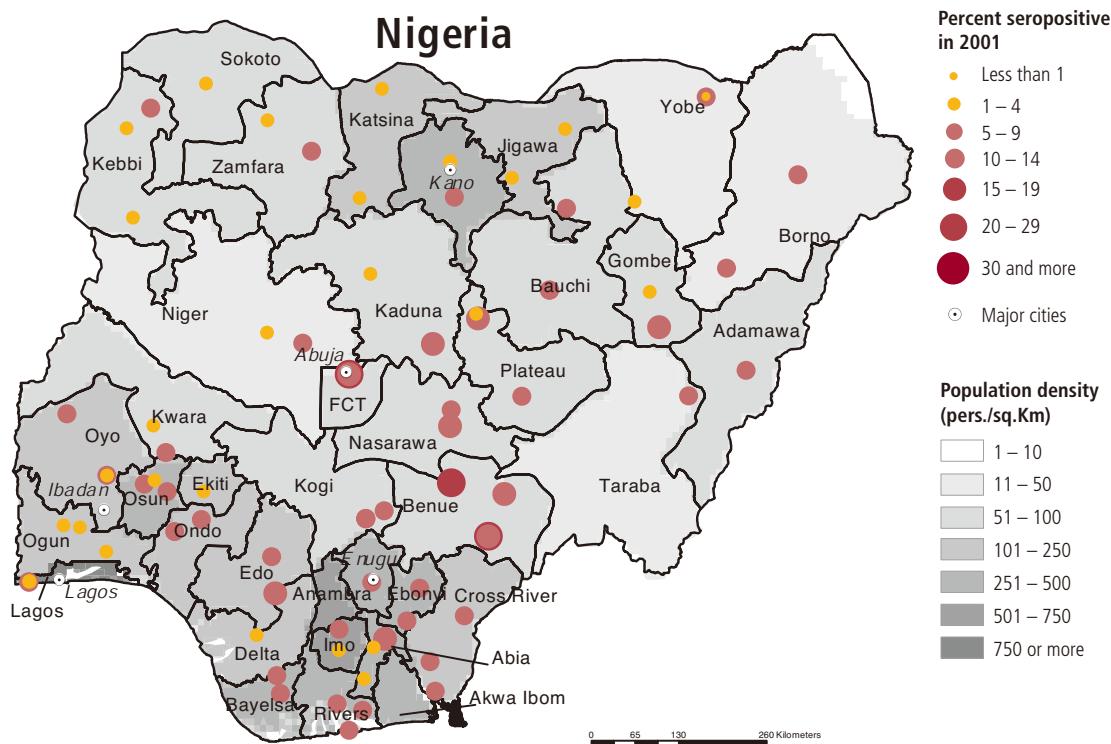 Nigeria
Percent seropositive
in 2001
Less than 1
1 – 4
5 – 9
10 – 14
15 – 19
20 – 29
30 and more
Major cities
Population density
(pers./sq.Km)
1 – 10
11 – 50
51 – 100
101 – 250
251 – 500
501 – 750
750 or more
Sokoto
Katsina
Yobe
Jigawa
Kebbi
Zamfara
Kano
Borno
Gombe
Bauchi
Niger
Kaduna
Adamawa
Abuja
Plateau
FCT
Kwara
Oyo
Nasarawa
Ibadan
Osun
Ekiti
Kogi
Benue
Taraba
Ogun
Ondo
Enugu
Edo
Anambra
Ebonyi
Cross River
Lagos
Lagos
Imo
Delta
Abia
Akwa Ibom
Bayelsa
Rivers
0 65 130 260 Kilometers